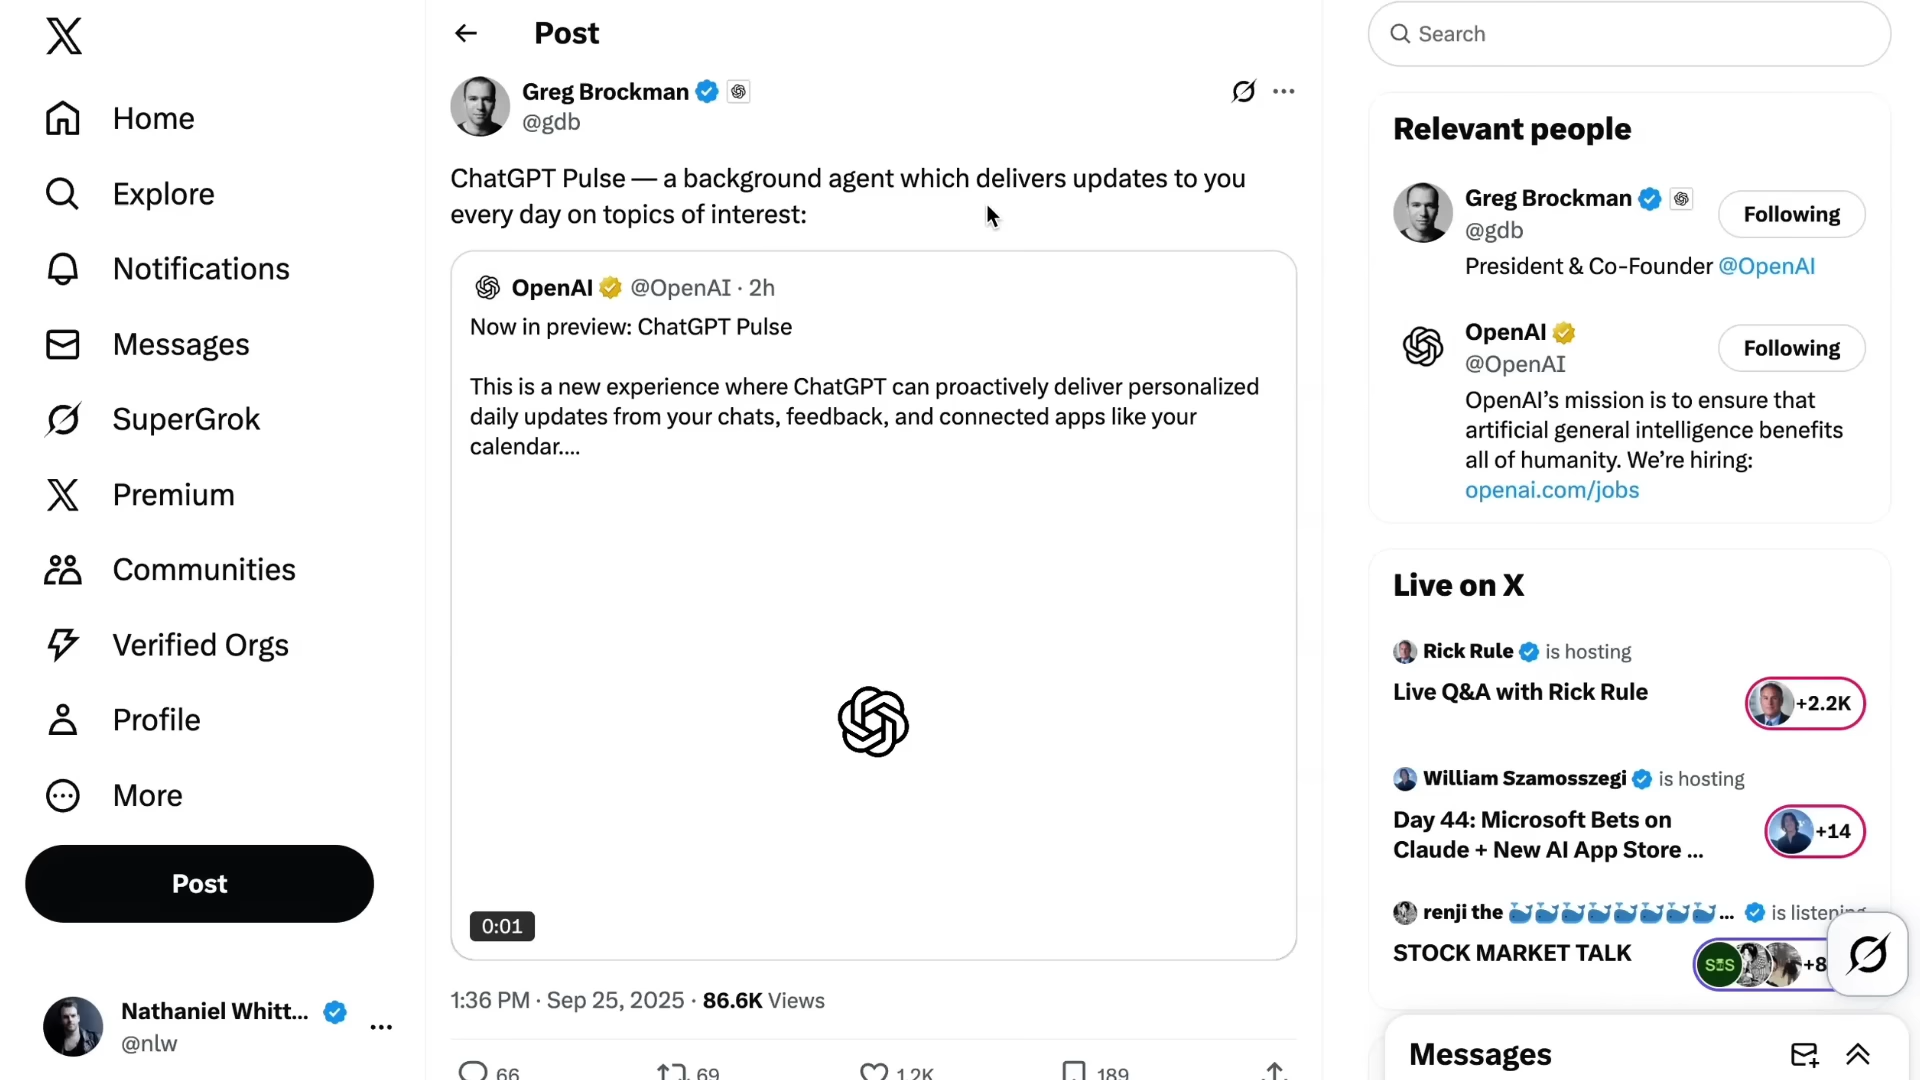 Home
Explore
Notifications
Messages
SuperGrok
Premium
Communities
Verified Orgs
Profile
More
Post
Nathaniel Whitt...
@nlw
Post
Greg Brockman
@gdb
ChatGPT Pulse — a background agent which delivers updates to you
every day on topics of interest:
OpenAI @OpenAI · 2h
Now in preview: ChatGPT Pulse
This is a new experience where ChatGPT can proactively deliver personalized
daily updates from your chats, feedback, and connected apps like your
calendar....
0:01
1:36 PM · Sep 25, 2025 · 86.6K Views
66 69 1.2K 189
Search
Relevant people
Greg Brockman
@gdb
Following
President & Co-Founder @OpenAI
OpenAI
@OpenAI
Following
OpenAI’s mission is to ensure that
artificial general intelligence benefits
all of humanity. We’re hiring:
openai.com/jobs
Live on X
Rick Rule is hosting
Live Q&A with Rick Rule
+2.2K
William Szamosszegi is hosting
Day 44: Microsoft Bets on
Claude + New AI App Store ...
+14
renji the 🐳🐳🐳🐳🐳🐳🐳🐳... is listening
STOCK MARKET TALK
+8
Messages